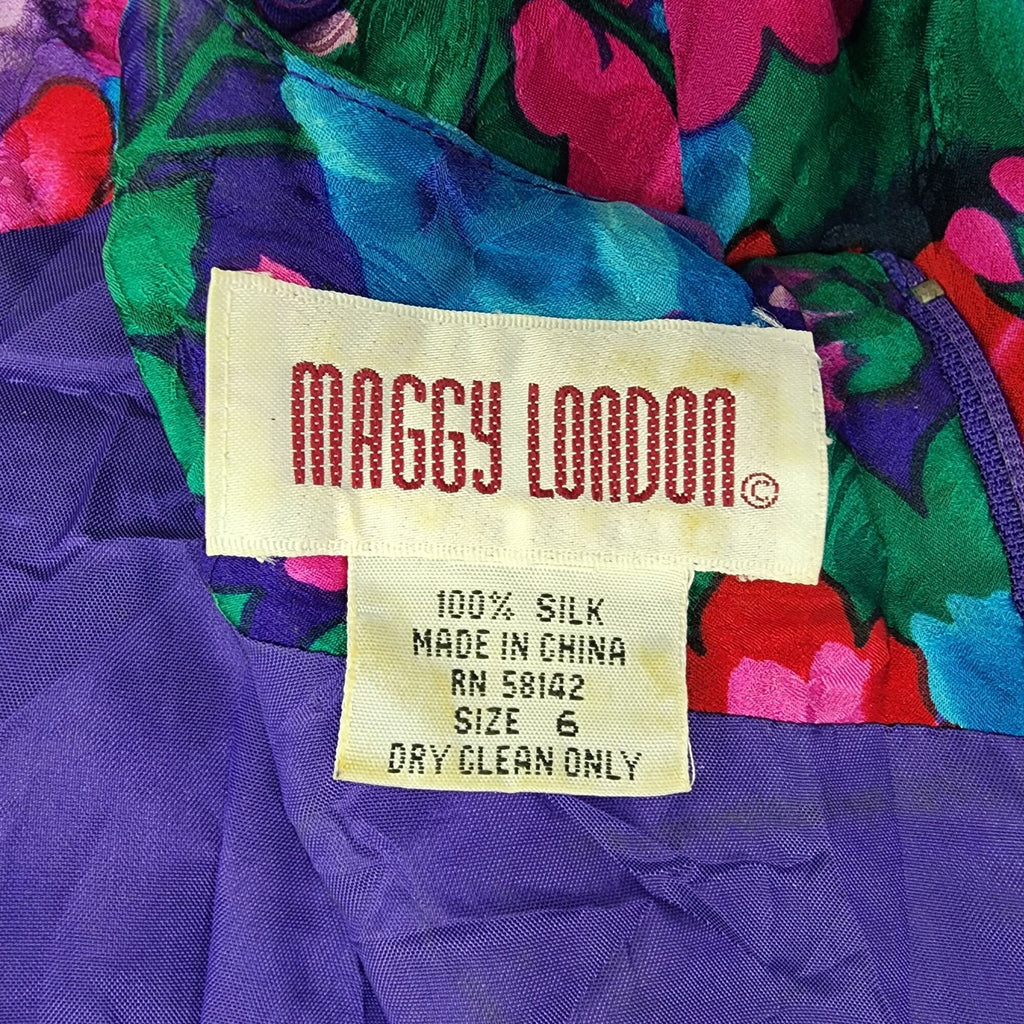 MAGGY LONDON©
100% SILK
MADE IN CHINA
RN 58142
SIZE 6
DRY CLEAN ONLY